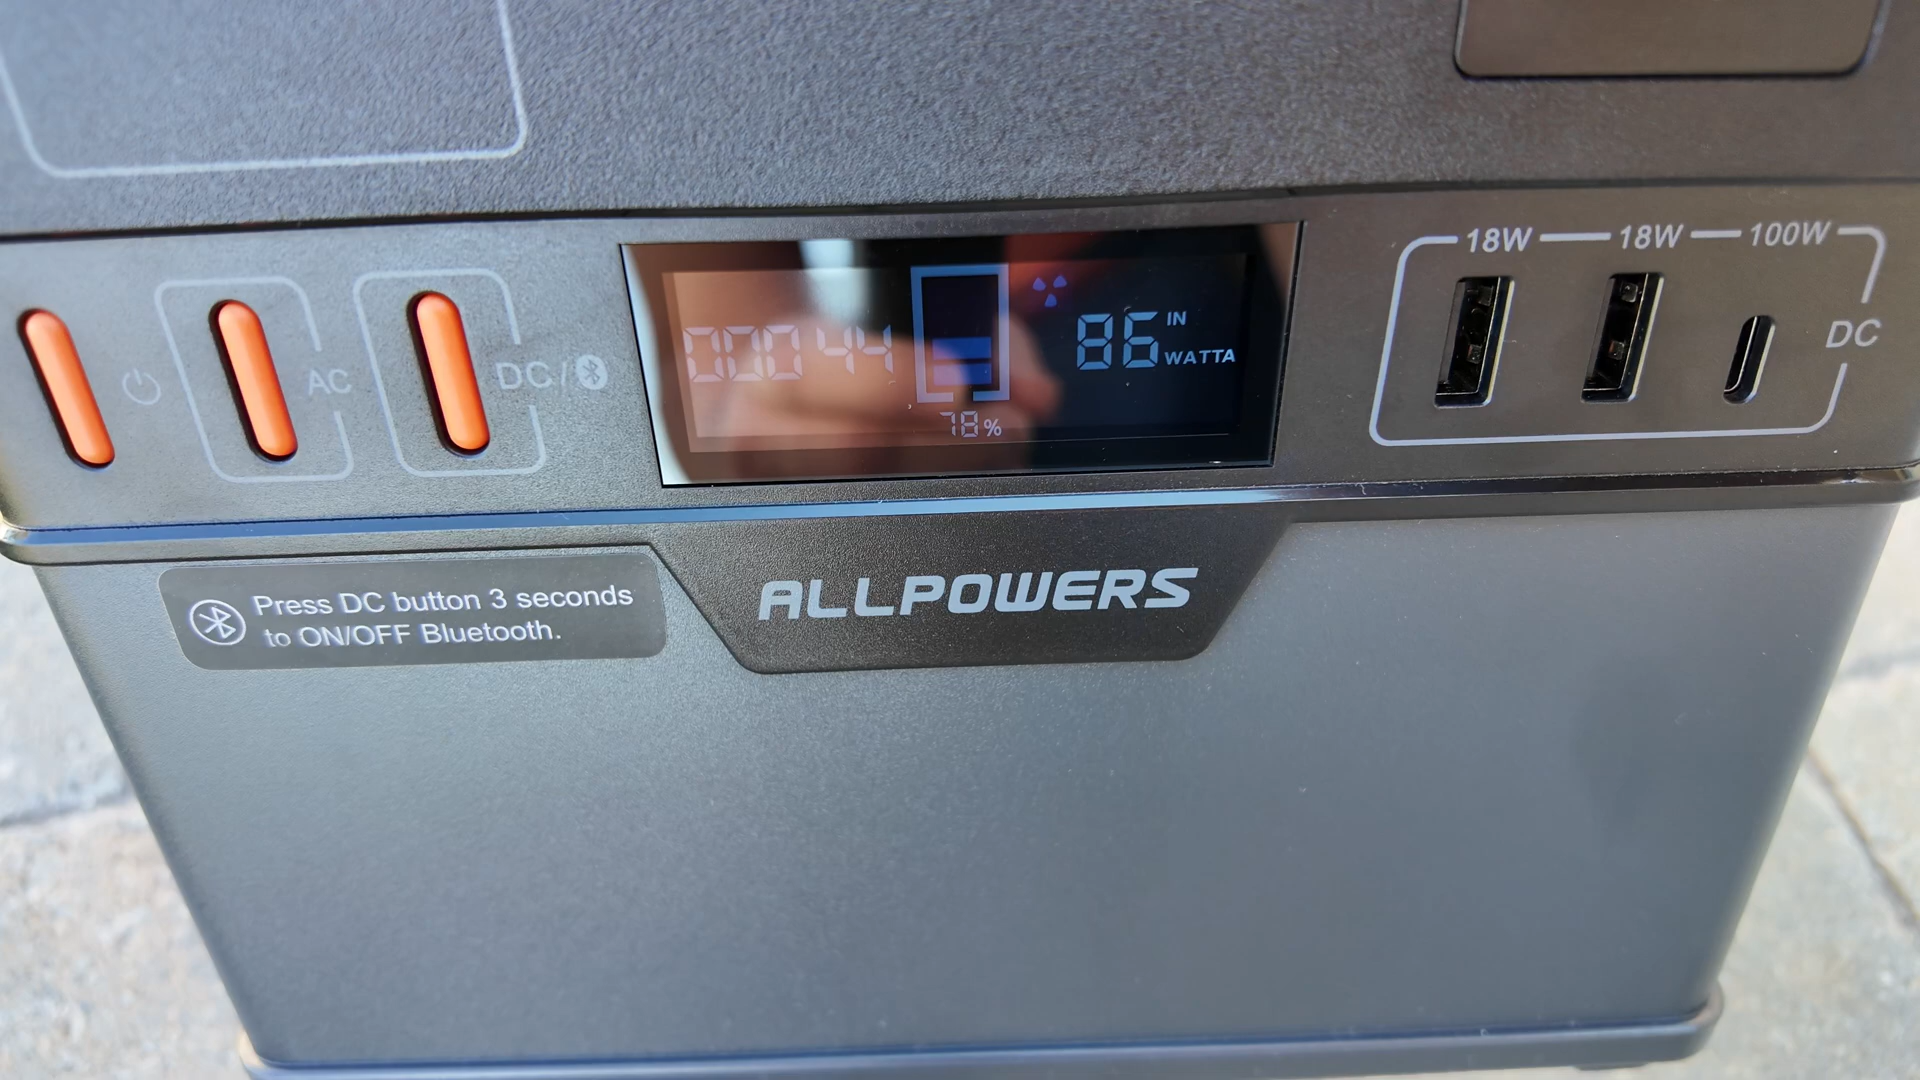 18W 18W 100W
DC
AC
DC/
00044
86 IN
WATTA
78%
ALLPOWERS
Press DC button 3 seconds
to ON/OFF Bluetooth.